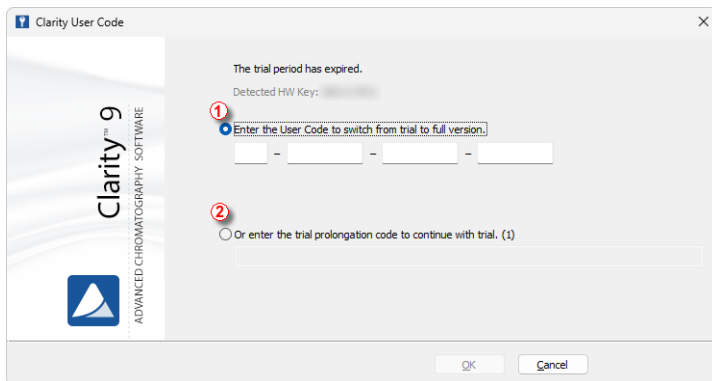 Clarity User Code
The trial period has expired.
Detected HW Key:
1
Enter the User Code to switch from trial to full version.
– – –
2
Or enter the trial prolongation code to continue with trial. (1)
Clarity™ 9
ADVANCED CHROMATOGRAPHY SOFTWARE
OK
Cancel